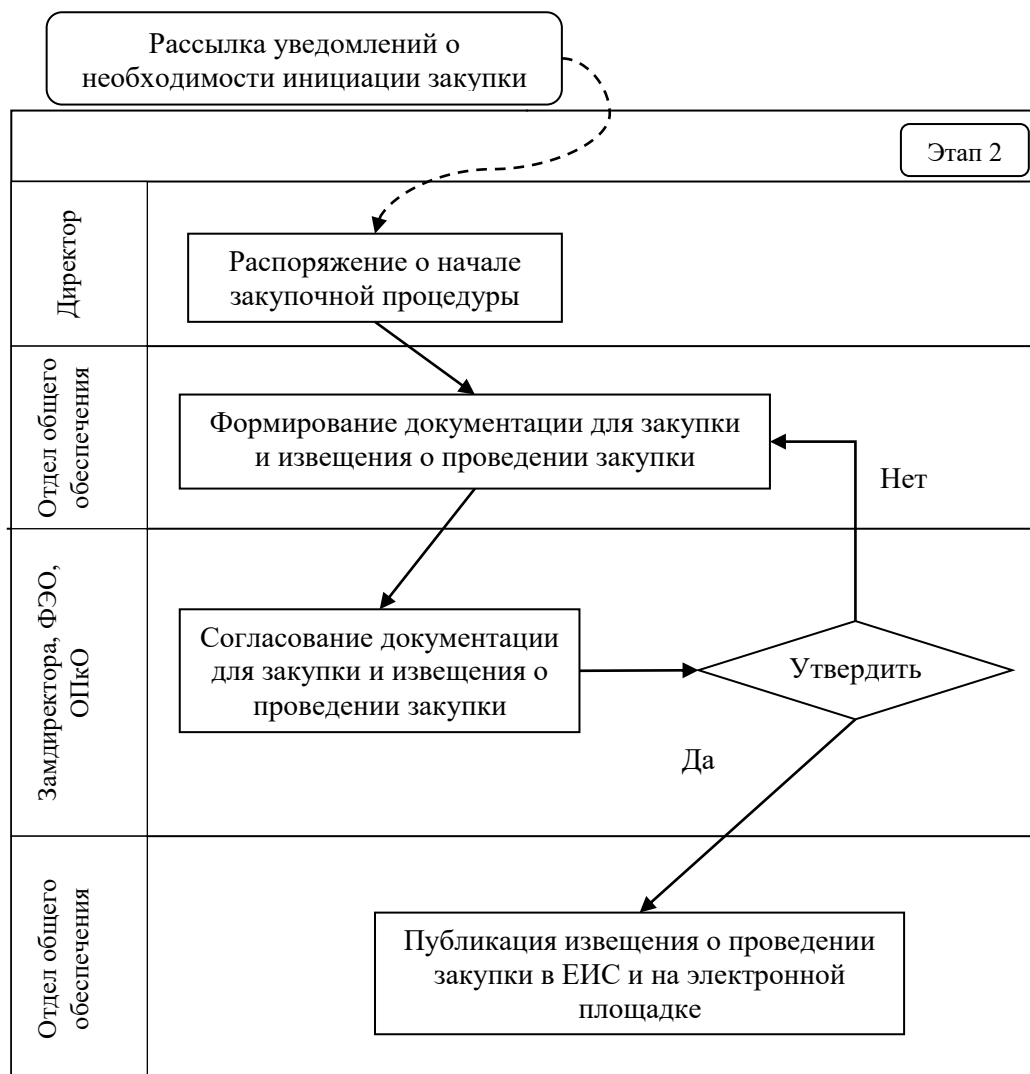 Рассылка уведомлений о
необходимости инициации закупки
Этап 2
Директор
Распоряжение о начале
закупочной процедуры
Отдел общего
обеспечения
Формирование документации для закупки
и извещения о проведении закупки
Нет
Замдиректора, ФЭО,
ОПкО
Согласование документации
для закупки и извещения о
проведении закупки
Утвердить
Да
Отдел общего
обеспечения
Публикация извещения о проведении
закупки в ЕИС и на электронной
площадке